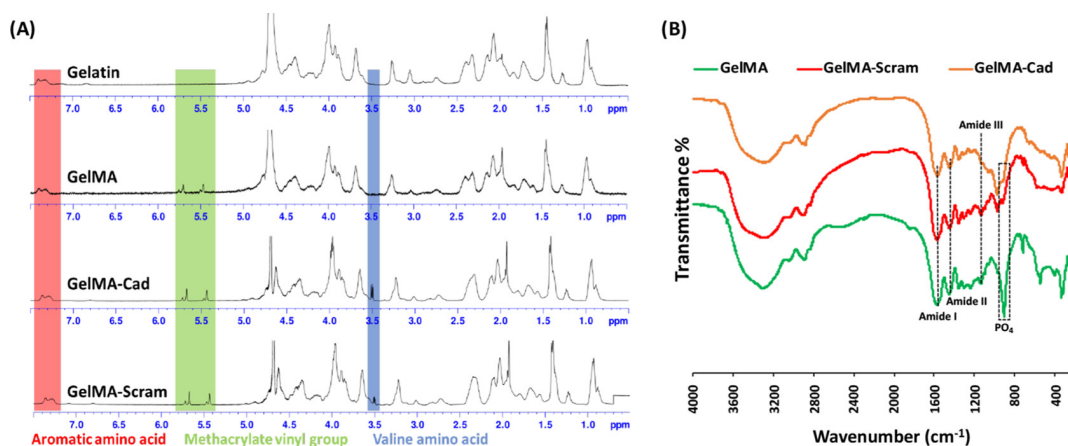 (A)
Gelatin
7.0 6.5 6.0 5.5 5.0 4.5 4.0 3.5 3.0 2.5 2.0 1.5 1.0 ppm
GelMA
7.0 6.5 6.0 5.5 5.0 4.5 4.0 3.5 3.0 2.5 2.0 1.5 1.0 ppm
GelMA-Cad
7.0 6.5 6.0 5.5 5.0 4.5 4.0 3.5 3.0 2.5 2.0 1.5 1.0 ppm
GelMA-Scram
7.0 6.5 6.0 5.5 5.0 4.5 4.0 3.5 3.0 2.5 2.0 1.5 1.0 ppm
Aromatic amino acid Methacrylate vinyl group Valine amino acid
(B)
GelMA GelMA-Scram GelMA-Cad
Transmittance %
Amide III
Amide II
Amide I
PO₄
4000 3600 3200 2800 2400 2000 1600 1200 800 400
Wavenumber (cm⁻¹)